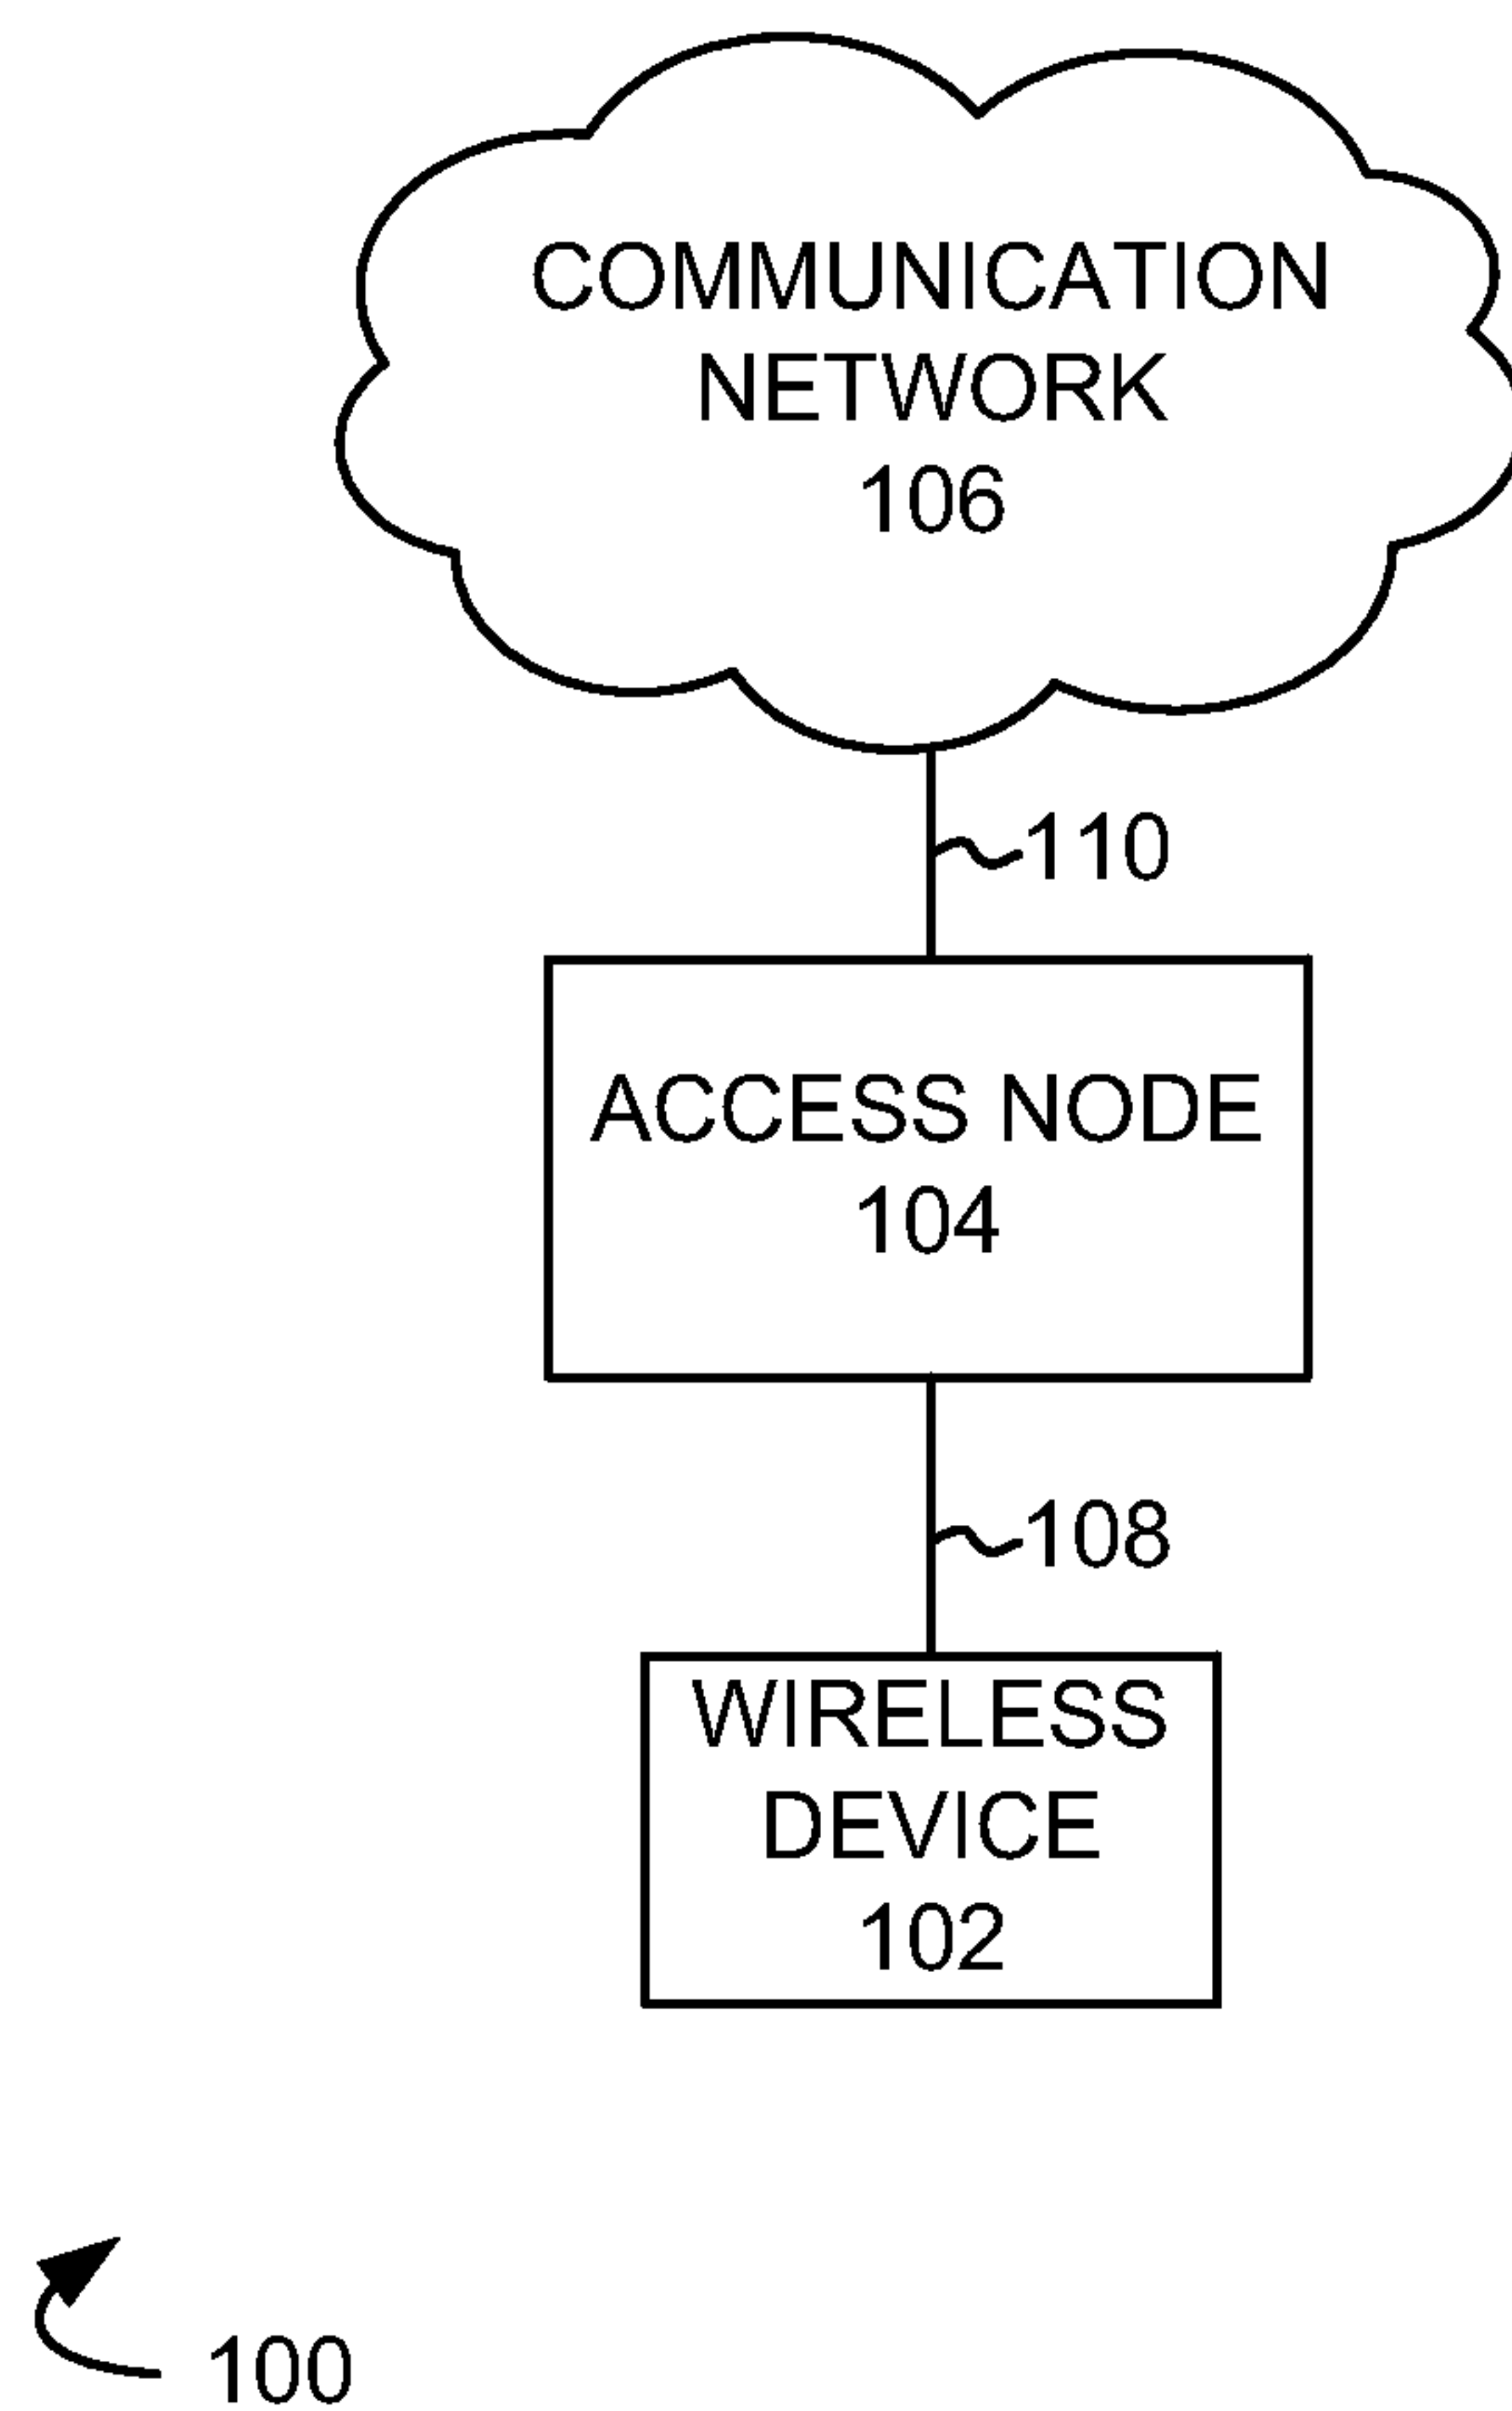 COMMUNICATION
NETWORK
106
110
ACCESS NODE
104
108
WIRELESS
DEVICE
102
100